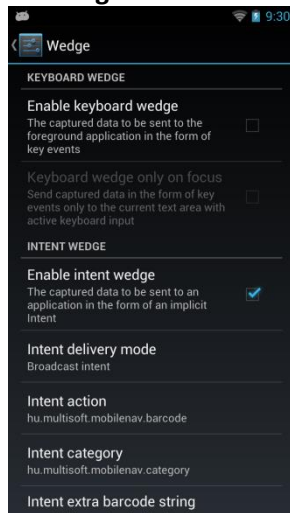 9:30
Wedge
KEYBOARD WEDGE
Enable keyboard wedge
The captured data to be sent to the
foreground application in the form of
key events
Keyboard wedge only on focus
Send captured data in the form of key
events only to the current text area with
active keyboard input
INTENT WEDGE
Enable intent wedge
The captured data to be sent to an
application in the form of an implicit
Intent
Intent delivery mode
Broadcast intent
Intent action
hu.multisoft.mobilenav.barcode
Intent category
hu.multisoft.mobilenav.category
Intent extra barcode string